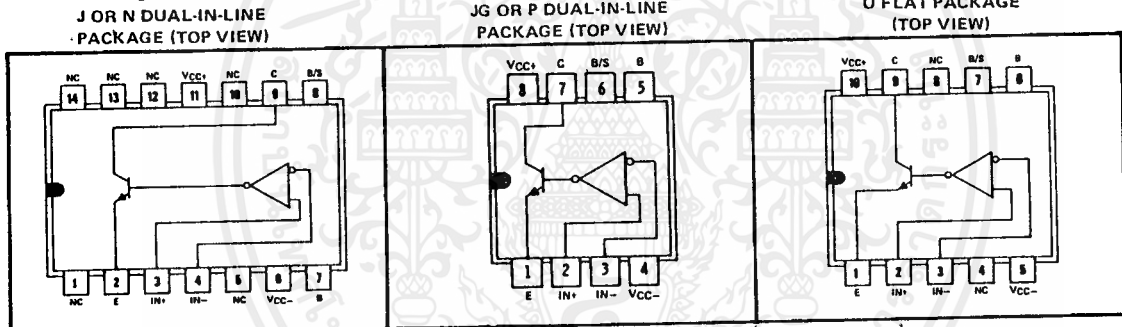 J OR N DUAL-IN-LINE
PACKAGE (TOP VIEW)
NC NC NC VCC+ NC C B/S
14 13 12 11 10 9 8
1 2 3 4 5 6 7
NC E IN+ IN- NC VCC- B
JG OR P DUAL-IN-LINE
PACKAGE (TOP VIEW)
VCC+ C B/S B
8 7 6 5
1 2 3 4
E IN+ IN- VCC-
U FLAT PACKAGE
(TOP VIEW)
VCC+ C NC B/S B
10 9 8 7 6
1 2 3 4 5
E IN+ IN- NC VCC-